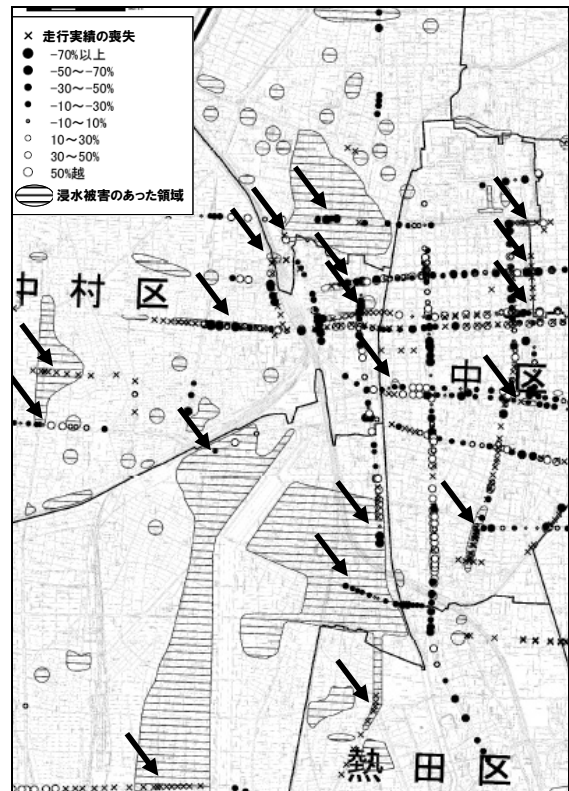 × 走行実績の喪失
-70%以上
-50～-70%
-30～-50%
-10～-30%
-10～10%
10～30%
30～50%
50%越
浸水被害のあった領域
中村区
中区
熱田区